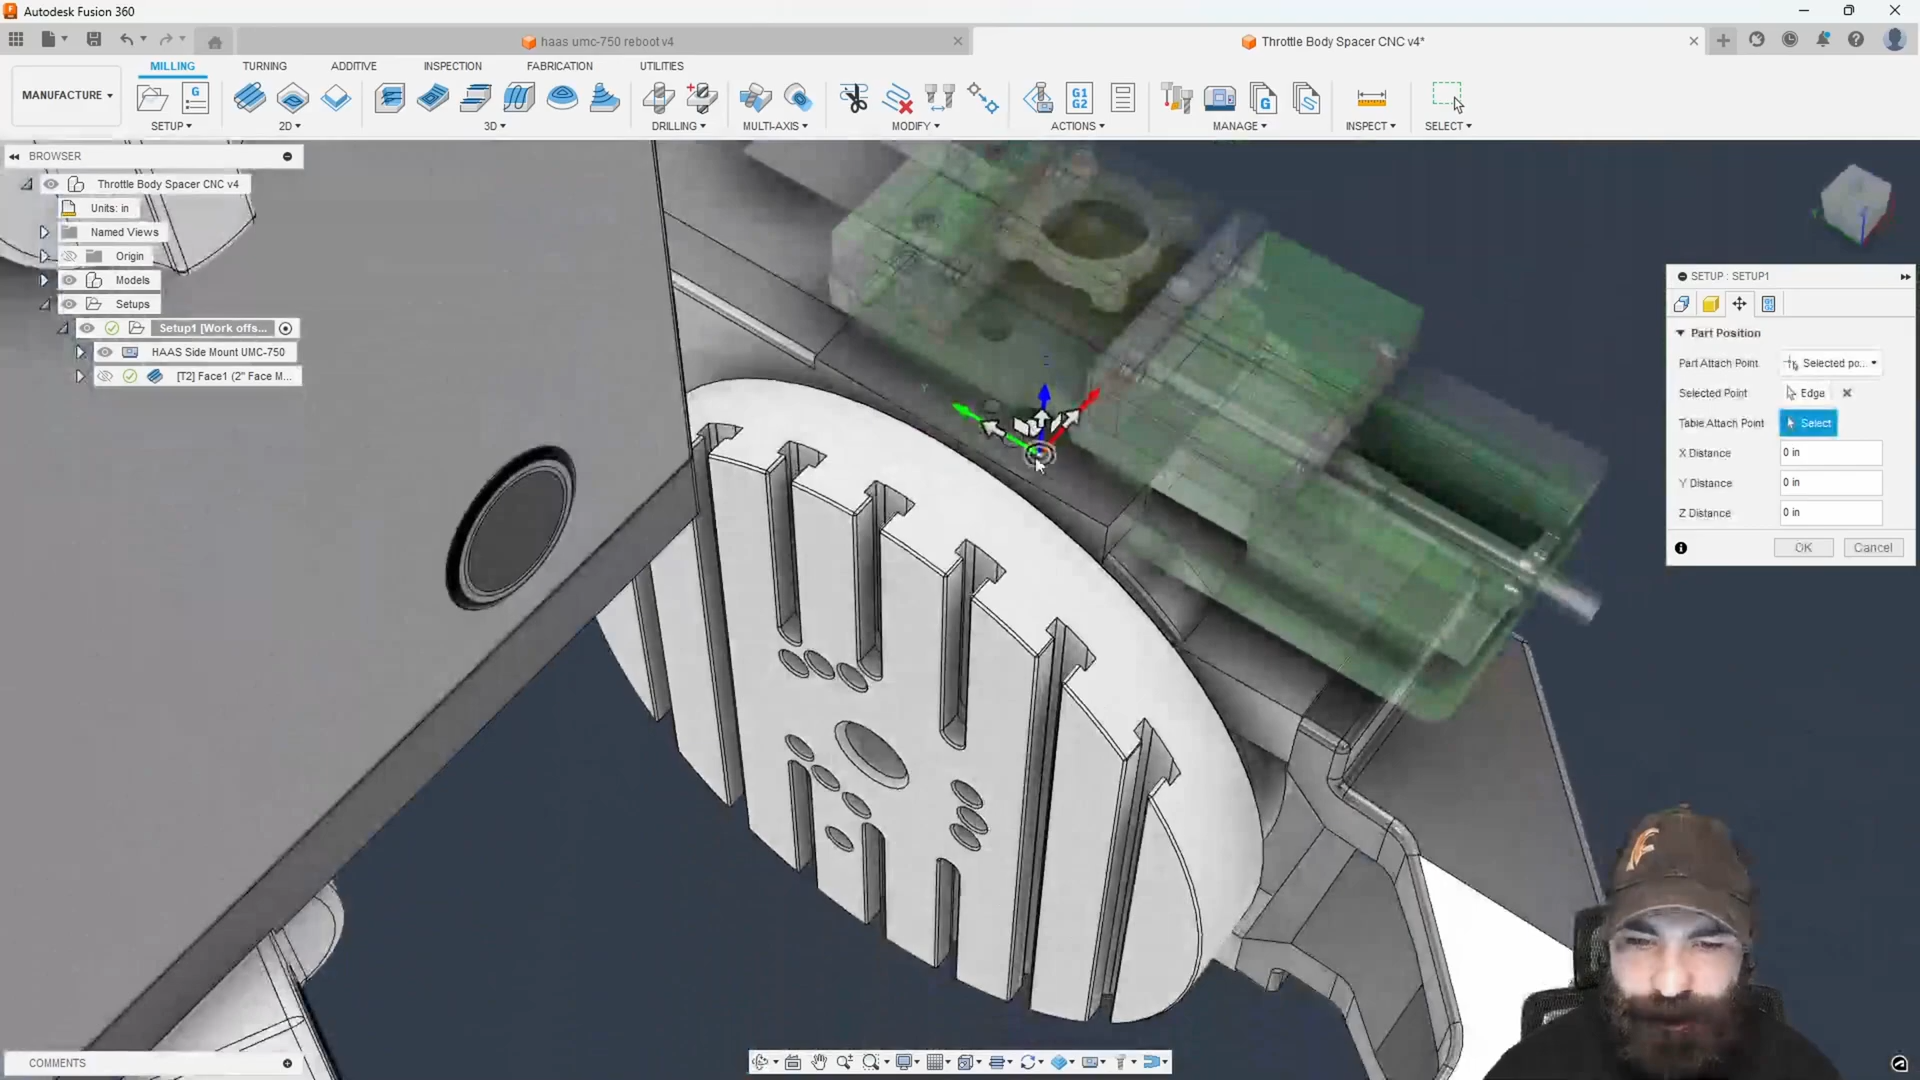 Autodesk Fusion 360
haas umc-750 reboot v4
Throttle Body Spacer CNC v4*
MILLING
TURNING
ADDITIVE
INSPECTION
FABRICATION
UTILITIES
MANUFACTURE
SETUP
2D
3D
DRILLING
MULTI-AXIS
MODIFY
ACTIONS
MANAGE
INSPECT
SELECT
G
G1
G2
G
BROWSER
Throttle Body Spacer CNC v4
Units: in
Named Views
Origin
Models
Setups
Setup1 [Work offs...
HAAS Side Mount UMC-750
[T2] Face1 (2" Face M...
SETUP : SETUP1
Part Position
Part Attach Point
Selected po...
Selected Point
Edge
Table Attach Point
Select
X Distance
0 in
Y Distance
0 in
Z Distance
0 in
OK
Cancel
COMMENTS